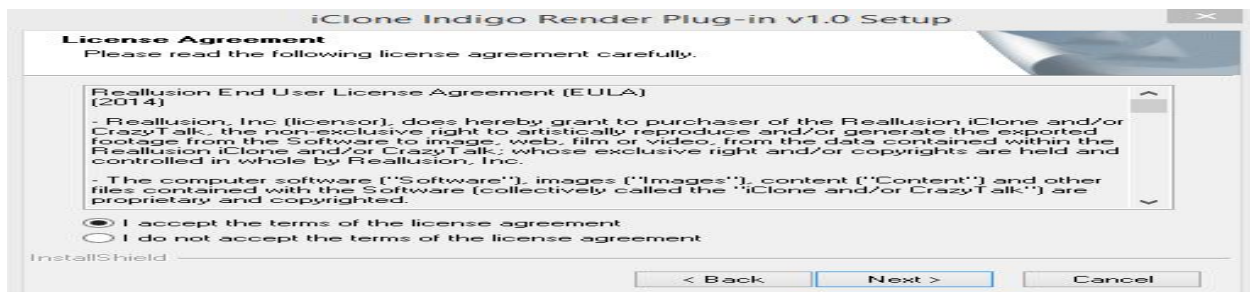 iClone Indigo Render Plug-in v1.0 Setup
License Agreement
Please read the following license agreement carefully.
Reallusion End User License Agreement (EULA)
(2014)
- Reallusion, Inc (licensor), does hereby grant to purchaser of the Reallusion iClone and/or
CrazyTalk, the non-exclusive right to artistically reproduce and/or generate the exported
footage from the Software to image, web, film or video, from the data contained within the
Reallusion iClone and/or CrazyTalk; whose exclusive right and/or copyrights are held and
controlled in whole by Reallusion, Inc.
- The computer software ("Software"), images ("Images"), content ("Content") and other
files contained with the Software (collectively called the "iClone and/or CrazyTalk") are
proprietary and copyrighted.
I accept the terms of the license agreement
I do not accept the terms of the license agreement
InstallShield
< Back Next > Cancel